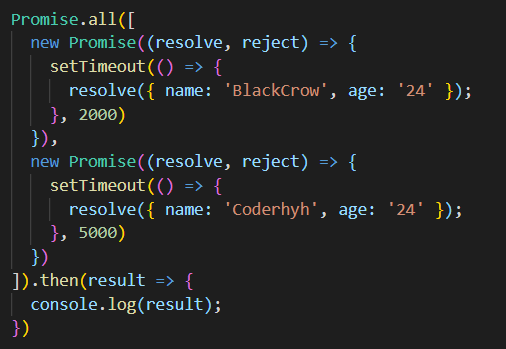 Promise.all([
  new Promise((resolve, reject) => {
    setTimeout(() => {
      resolve({ name: 'BlackCrow', age: '24' });
    }, 2000)
  }),
  new Promise((resolve, reject) => {
    setTimeout(() => {
      resolve({ name: 'Coderhyh', age: '24' });
    }, 5000)
  })
]).then(result => {
  console.log(result);
})